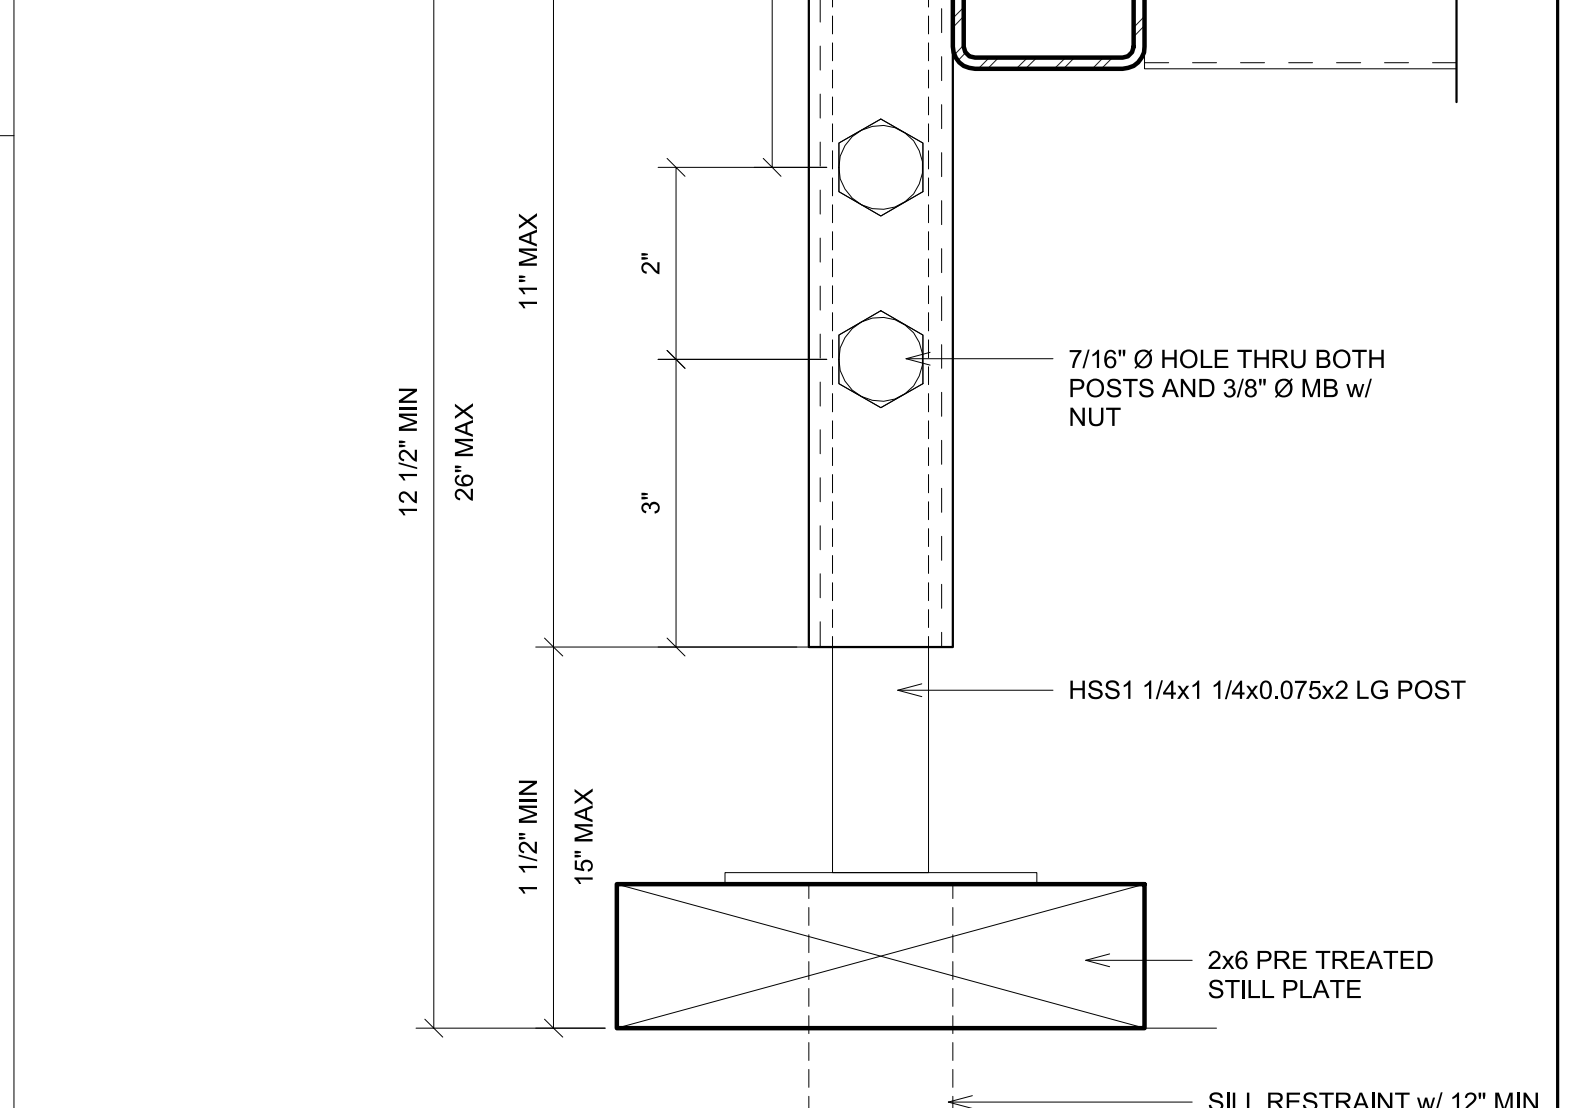 11" MAX
2"
7/16" Ø HOLE THRU BOTH
POSTS AND 3/8" Ø MB w/
NUT
12 1/2" MIN
26" MAX
3"
HSS1 1/4x1 1/4x0.075x2 LG POST
1 1/2" MIN
15" MAX
2x6 PRE TREATED
STILL PLATE
SILL RESTRAINT w/ 12" MIN